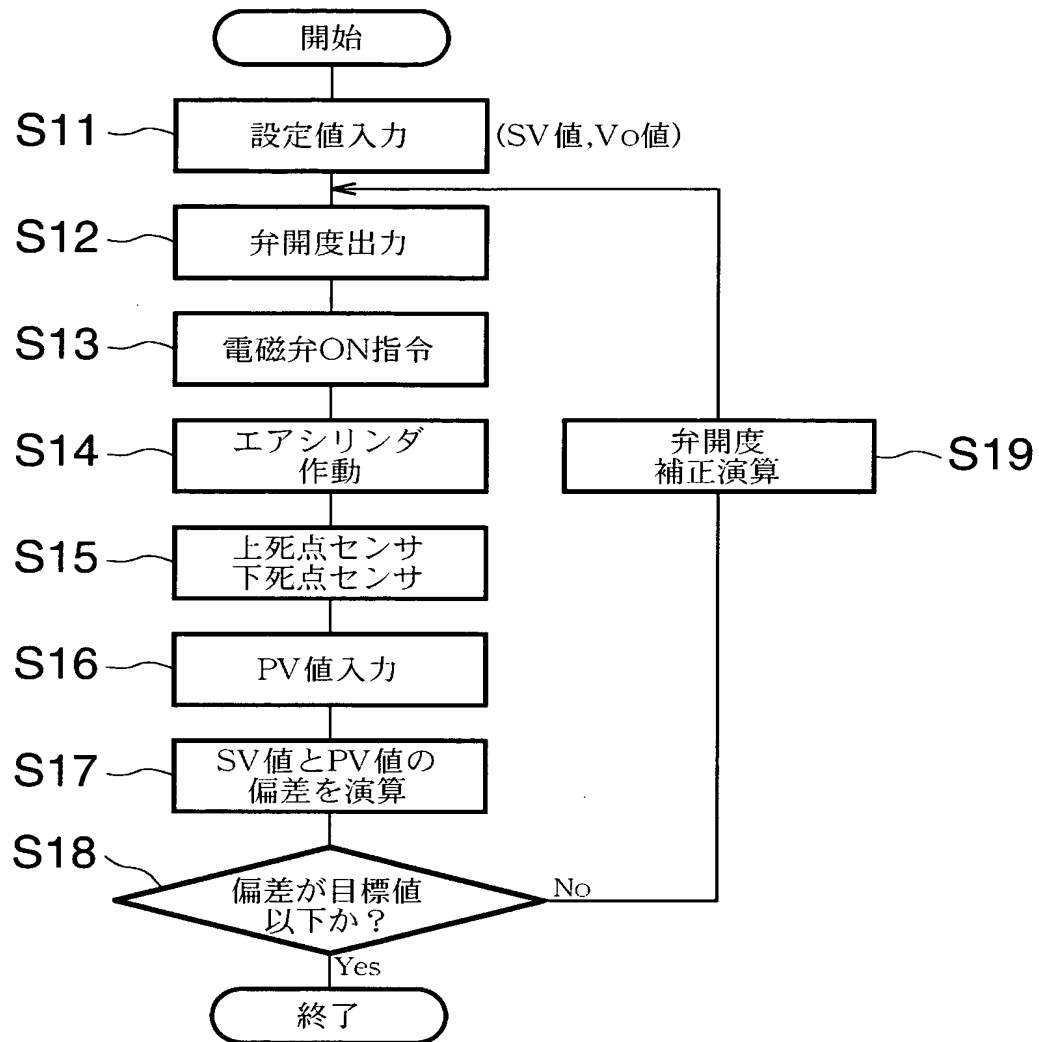 開始
S11
設定値入力
(SV値,Vo値)
S12
弁開度出力
S13
電磁弁ON指令
S14
エアシリンダ
作動
弁開度
補正演算
S19
S15
上死点センサ
下死点センサ
S16
PV値入力
S17
SV値とPV値の
偏差を演算
S18
偏差が目標値
以下か？
No
Yes
終了